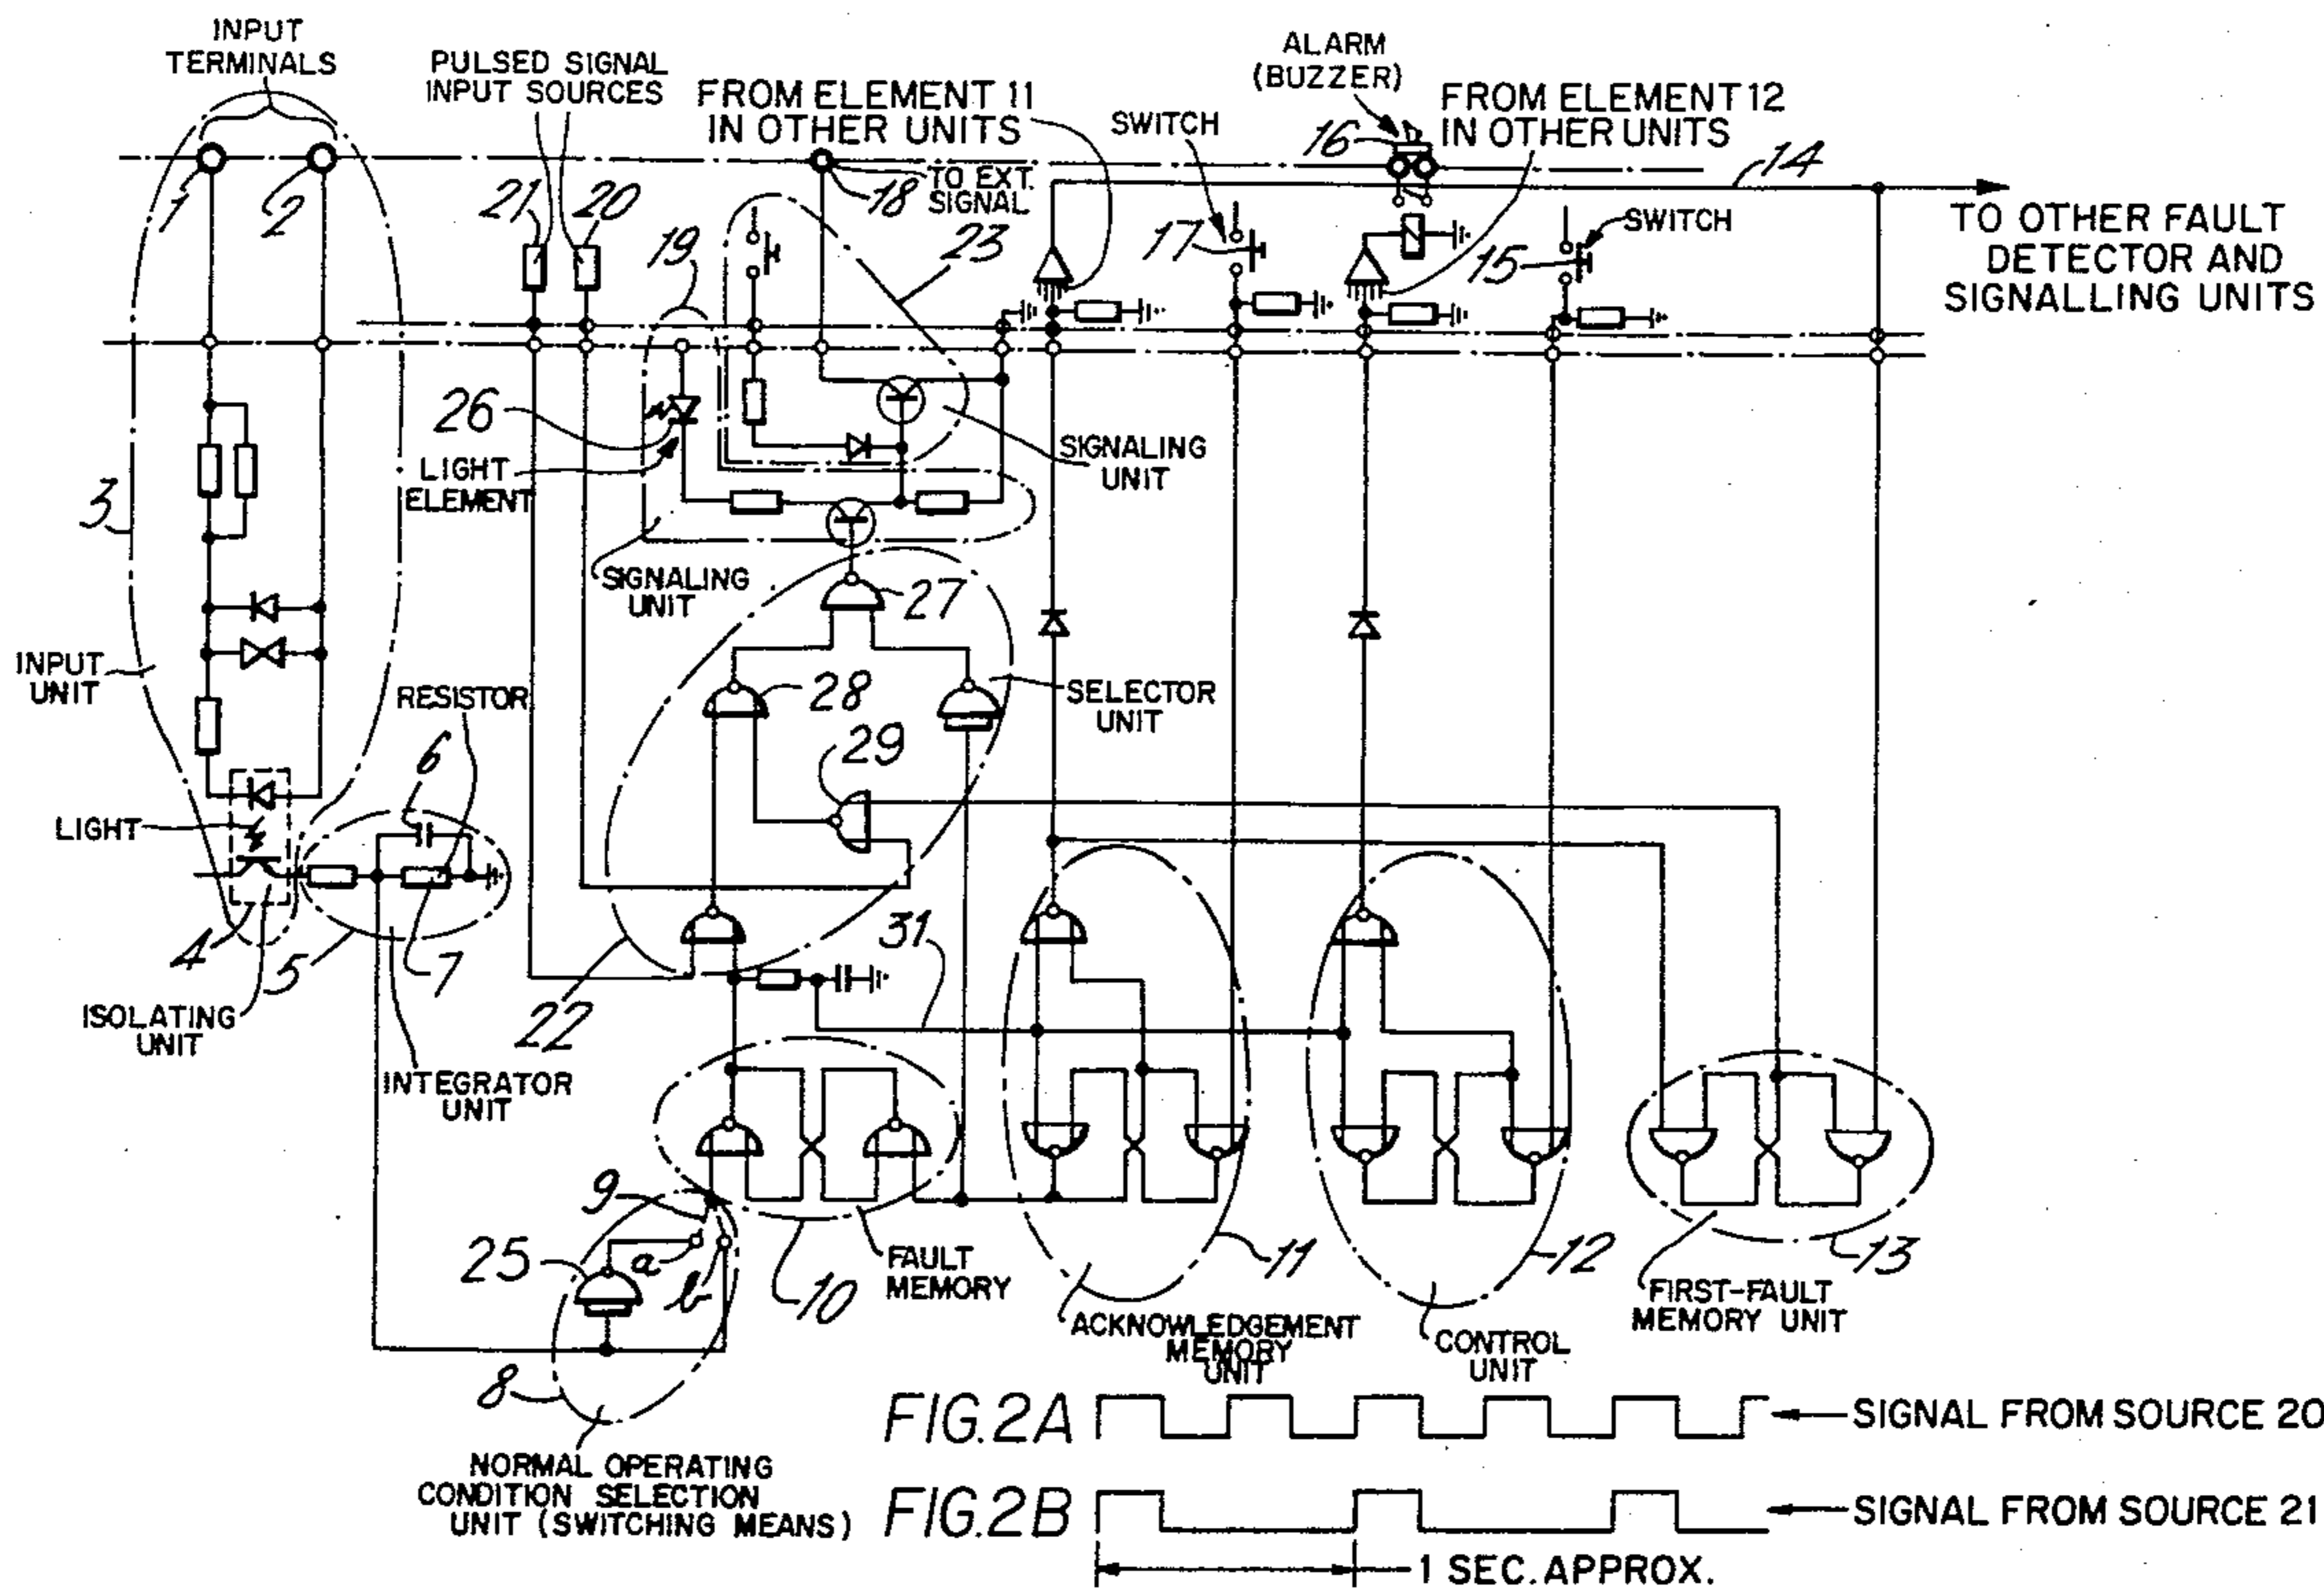 INPUT
TERMINALS
PULSED SIGNAL
INPUT SOURCES
FROM ELEMENT 11
IN OTHER UNITS
SWITCH
ALARM
(BUZZER)
16
FROM ELEMENT 12
IN OTHER UNITS
14
1
2
21
20
18
TO EXT.
SIGNAL
19
23
17
15
SWITCH
TO OTHER FAULT
DETECTOR AND
SIGNALLING UNITS
26
LIGHT
ELEMENT
SIGNALING
UNIT
3
SIGNALING
UNIT
27
INPUT
UNIT
RESISTOR
28
SELECTOR
UNIT
6
29
LIGHT
4
5
7
22
31
ISOLATING
UNIT
INTEGRATOR
UNIT
9
25
a
b
10
FAULT
MEMORY
11
12
13
8
ACKNOWLEDGEMENT
MEMORY
UNIT
CONTROL
UNIT
FIRST-FAULT
MEMORY UNIT
NORMAL OPERATING
CONDITION SELECTION
UNIT (SWITCHING MEANS)
FIG.2A
SIGNAL FROM SOURCE 20
FIG.2B
SIGNAL FROM SOURCE 21
1 SEC. APPROX.